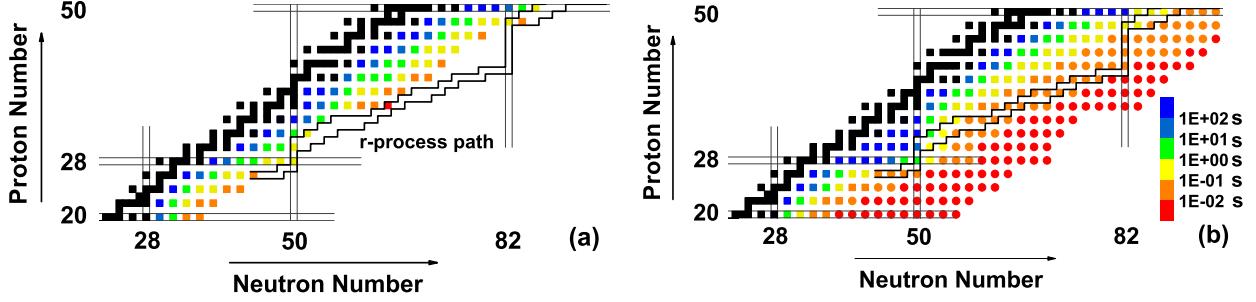 50
28
20
Proton Number
r-process path
28
50
82
(a)
Neutron Number
50
28
20
Proton Number
1E+02 s
1E+01 s
1E+00 s
1E-01 s
1E-02 s
28
50
82
(b)
Neutron Number